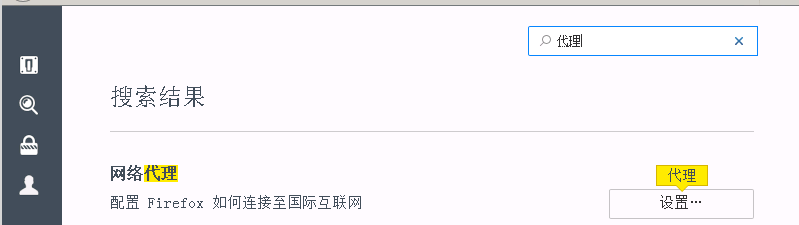 代理
搜索结果
网络代理
代理
配置 Firefox 如何连接至国际互联网
设置…